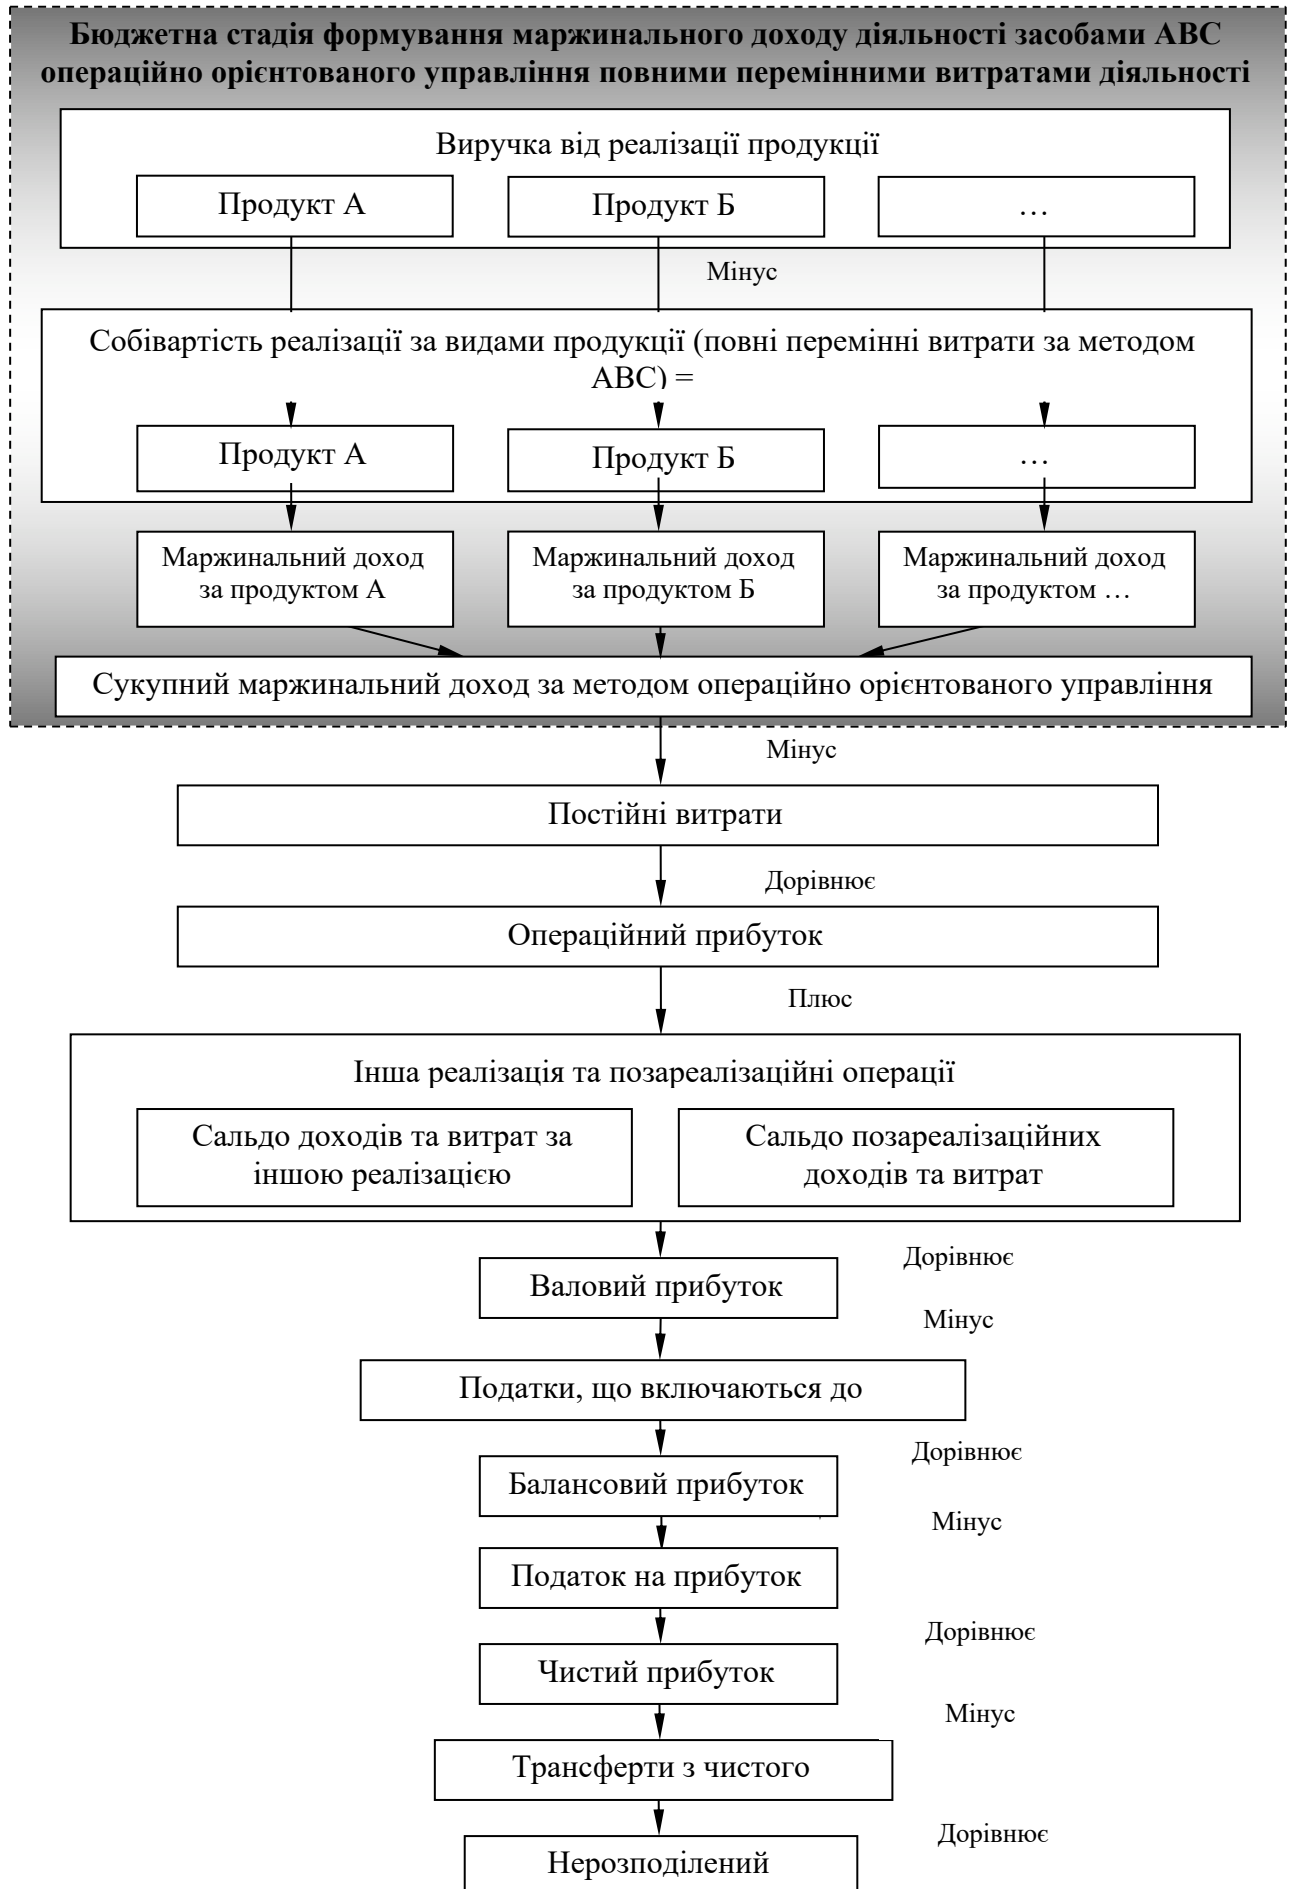 Бюджетна стадія формування маржинального доходу діяльності засобами АВС
операційно орієнтованого управління повними перемінними витратами діяльності
Виручка від реалізації продукції
Продукт А
Продукт Б
…
Мінус
Собівартість реалізації за видами продукції (повні перемінні витрати за методом
АВС) =
Продукт А
Продукт Б
…
Маржинальний доход
за продуктом А
Маржинальний доход
за продуктом Б
Маржинальний доход
за продуктом …
Сукупний маржинальний доход за методом операційно орієнтованого управління
Мінус
Постійні витрати
Дорівнює
Операційний прибуток
Плюс
Інша реалізація та позареалізаційні операції
Сальдо доходів та витрат за
іншою реалізацією
Сальдо позареалізаційних
доходів та витрат
Дорівнює
Валовий прибуток
Мінус
Податки, що включаються до
Дорівнює
Балансовий прибуток
Мінус
Податок на прибуток
Дорівнює
Чистий прибуток
Мінус
Трансферти з чистого
Дорівнює
Нерозподілений